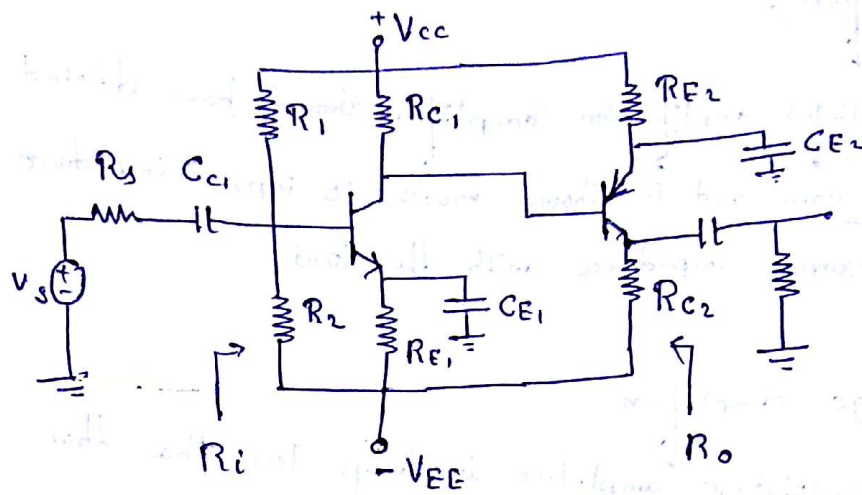 + Vcc
R1
RC1
RE2
CE2
Rs
CC1
+
-
Vs
R2
CE1
RE1
RC2
Ri
Ro
- VEE